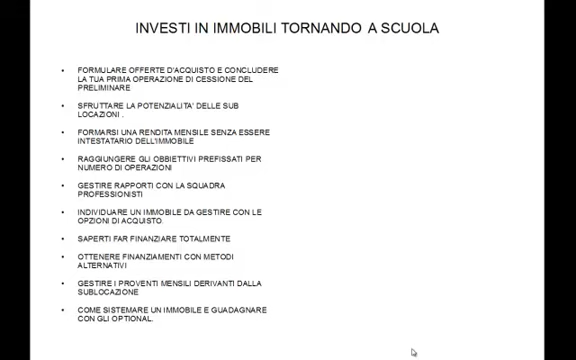 INVESTI IN IMMOBILI TORNANDO A SCUOLA
• FORMULARE OFFERTE D'ACQUISTO E CONCLUDERE
LA TUA PRIMA OPERAZIONE DI CESSIONE DEL
PRELIMINARE
• SFRUTTARE LA POTENZIALITA' DELLE SUB
LOCAZIONI .
• FORMARSI UNA RENDITA MENSILE SENZA ESSERE
INTESTATARIO DELL'IMMOBILE
• RAGGIUNGERE GLI OBBIETTIVI PREFISSATI PER
NUMERO DI OPERAZIONI
• GESTIRE RAPPORTI CON LA SQUADRA
PROFESSIONISTI
• INDIVIDUARE UN IMMOBILE DA GESTIRE CON LE
OPZIONI DI ACQUISTO.
• SAPERTI FAR FINANZIARE TOTALMENTE
• OTTENERE FINANZIAMENTI CON METODI
ALTERNATIVI
• GESTIRE I PROVENTI MENSILI DERIVANTI DALLA
SUBLOCAZIONE
• COME SISTEMARE UN IMMOBILE E GUADAGNARE
CON GLI OPTIONAL.